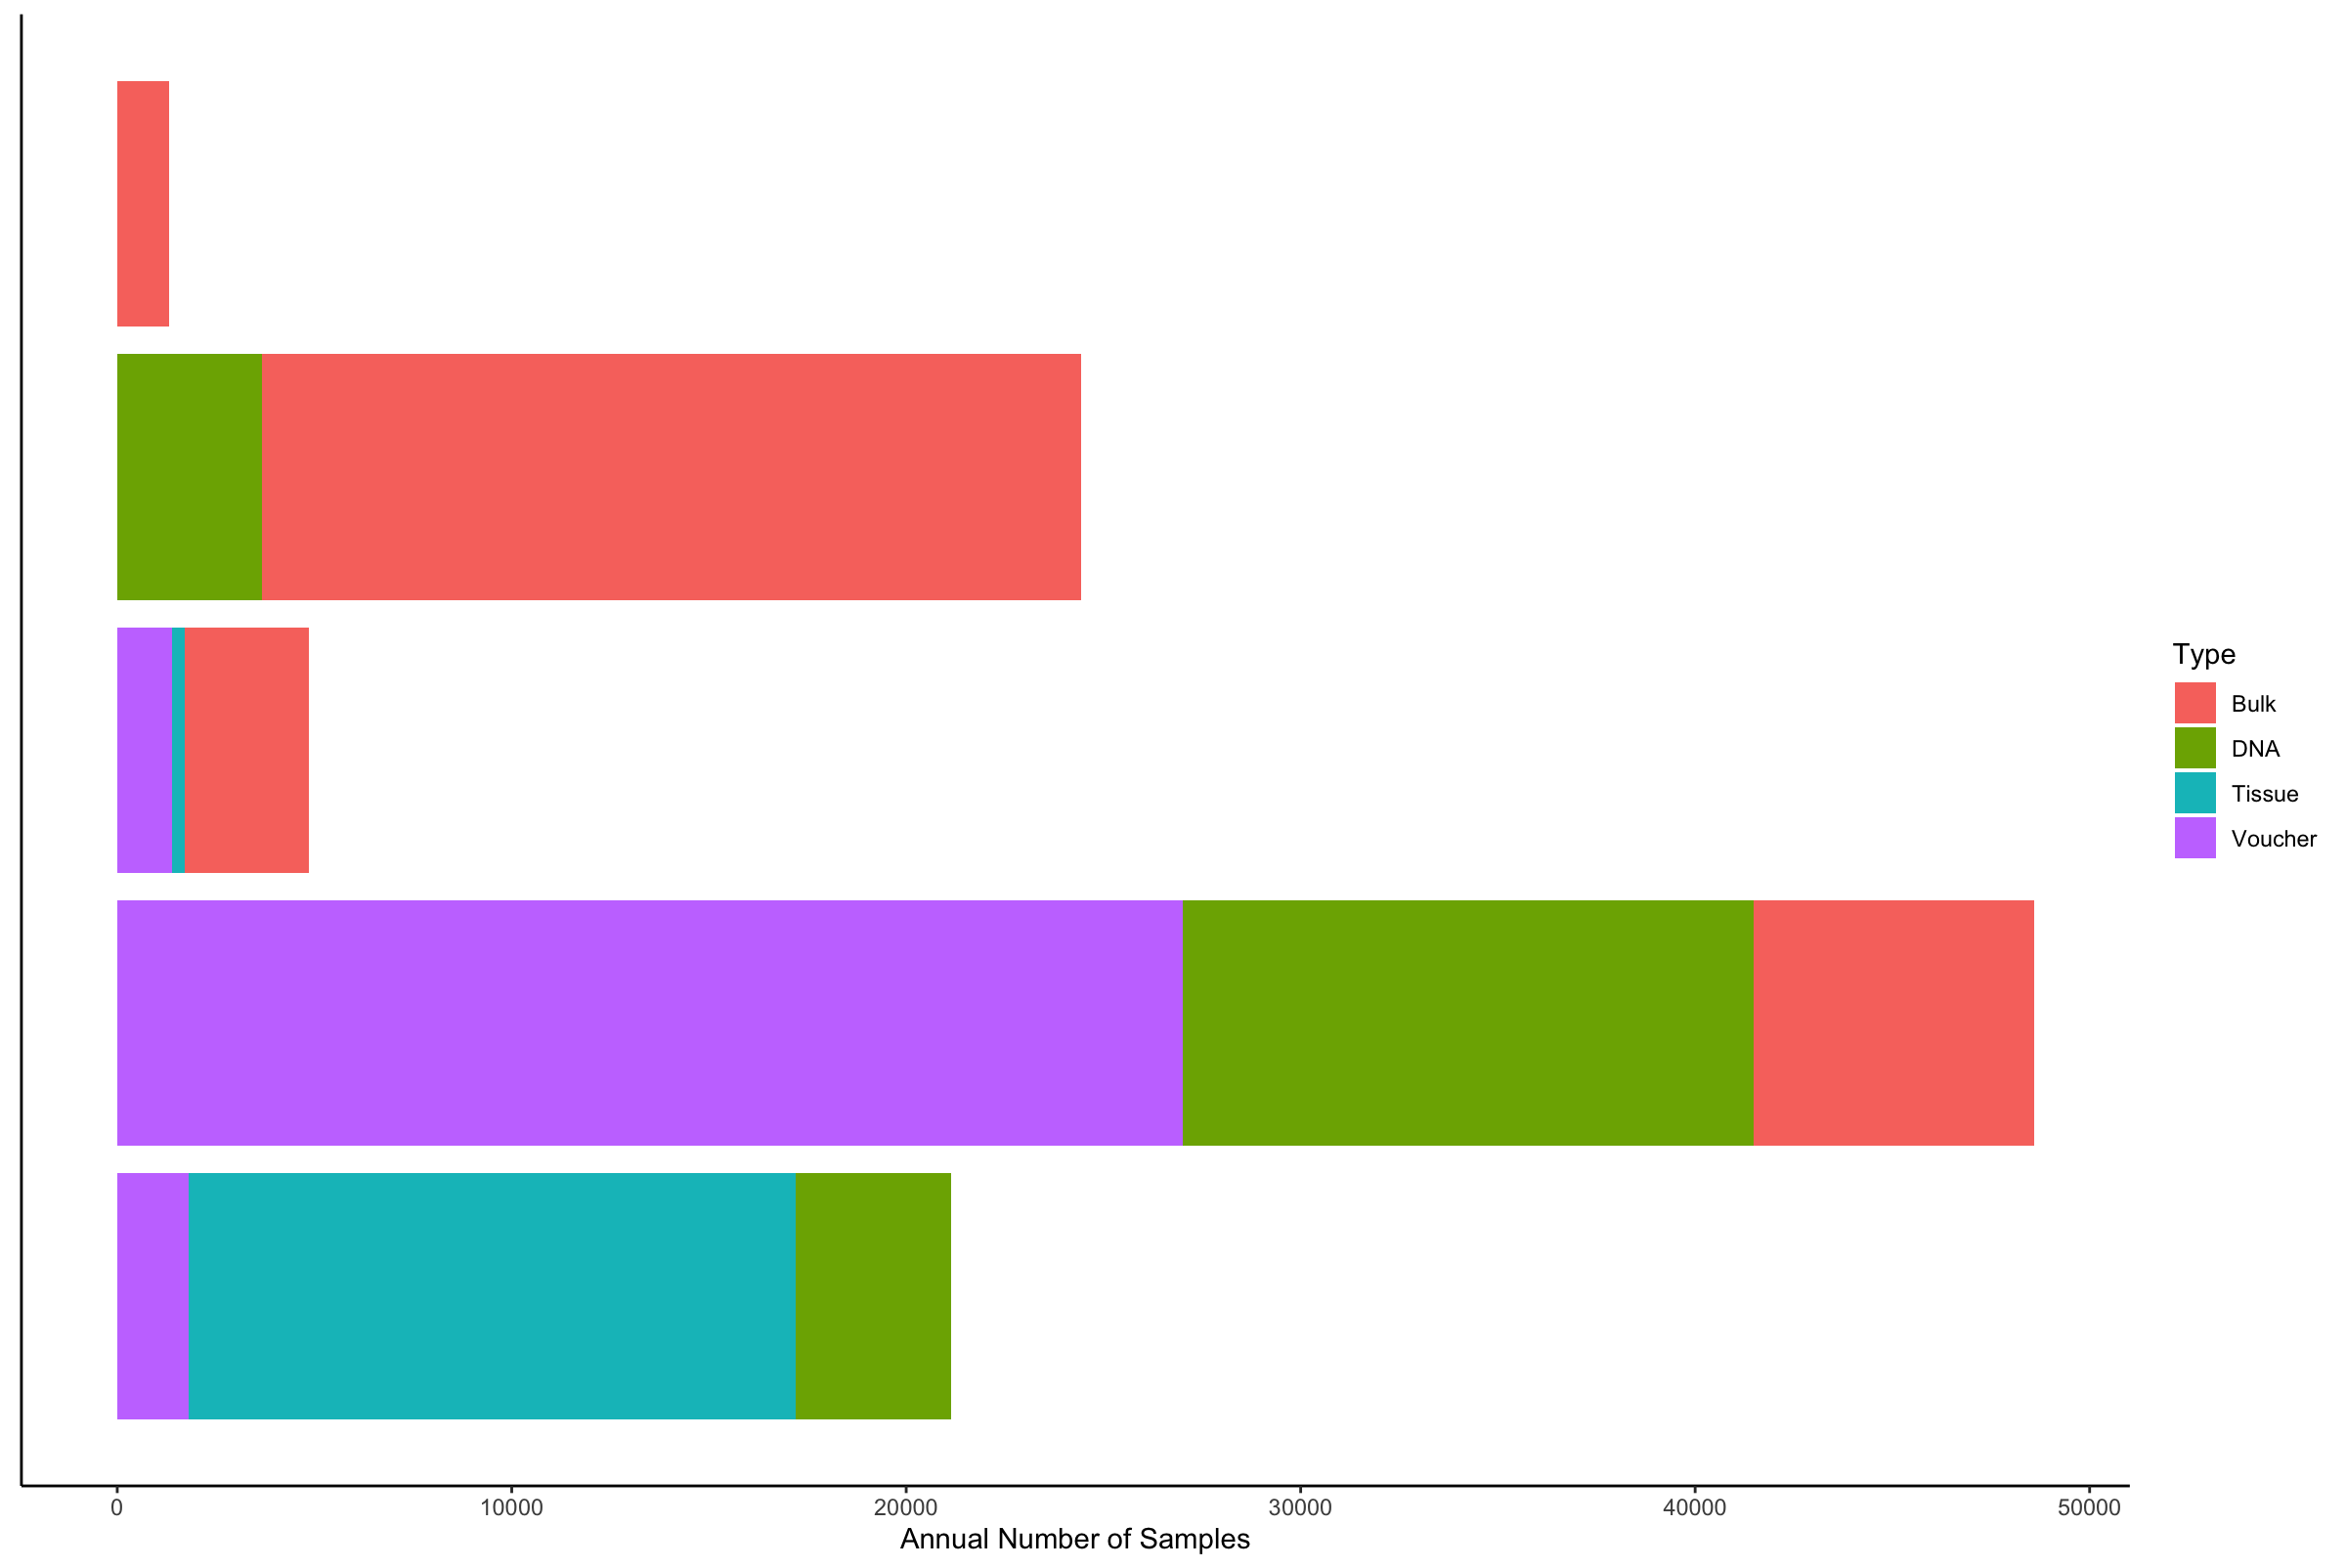 Type
Bulk
DNA
Tissue
Voucher
0 10000 20000 30000 40000 50000
Annual Number of Samples